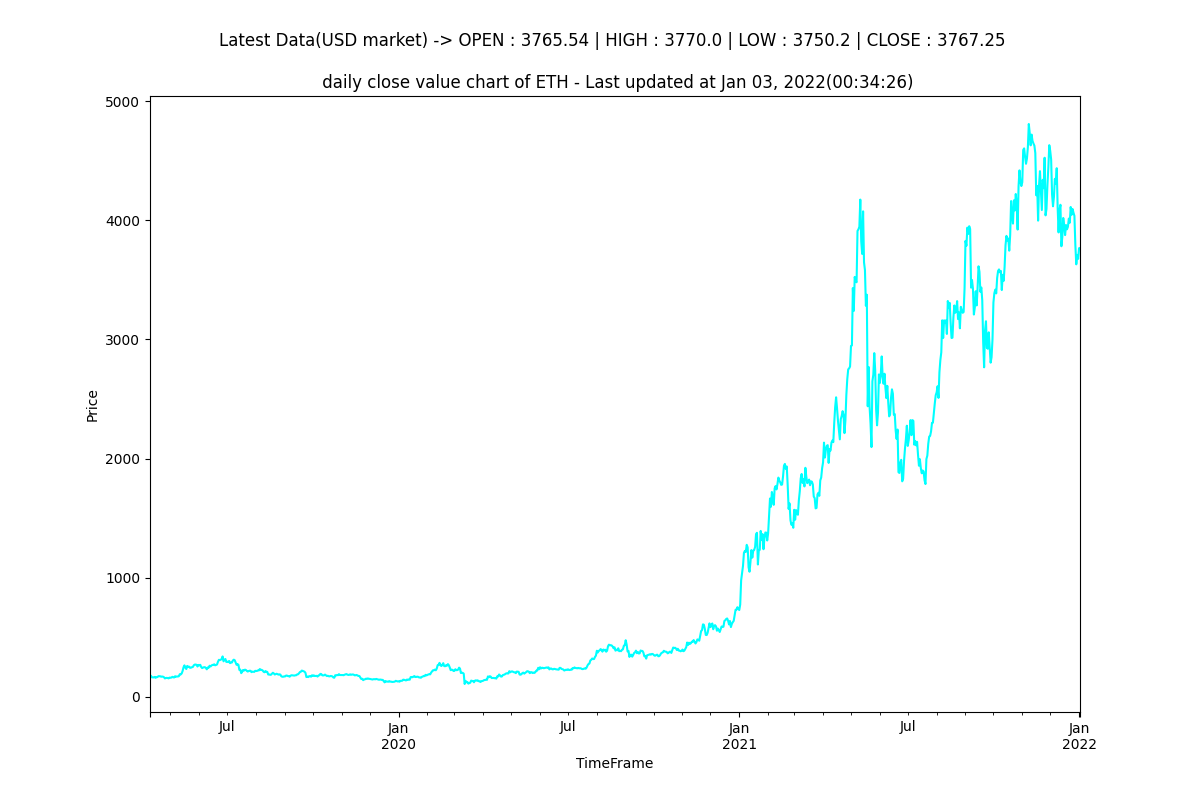 Latest Data(USD market) -> OPEN : 3765.54 | HIGH : 3770.0 | LOW : 3750.2 | CLOSE : 3767.25
daily close value chart of ETH - Last updated at Jan 03, 2022(00:34:26)
5000
4000
3000
2000
1000
0
Price
Jul
Jan
2020
Jul
Jan
2021
Jul
Jan
2022
TimeFrame